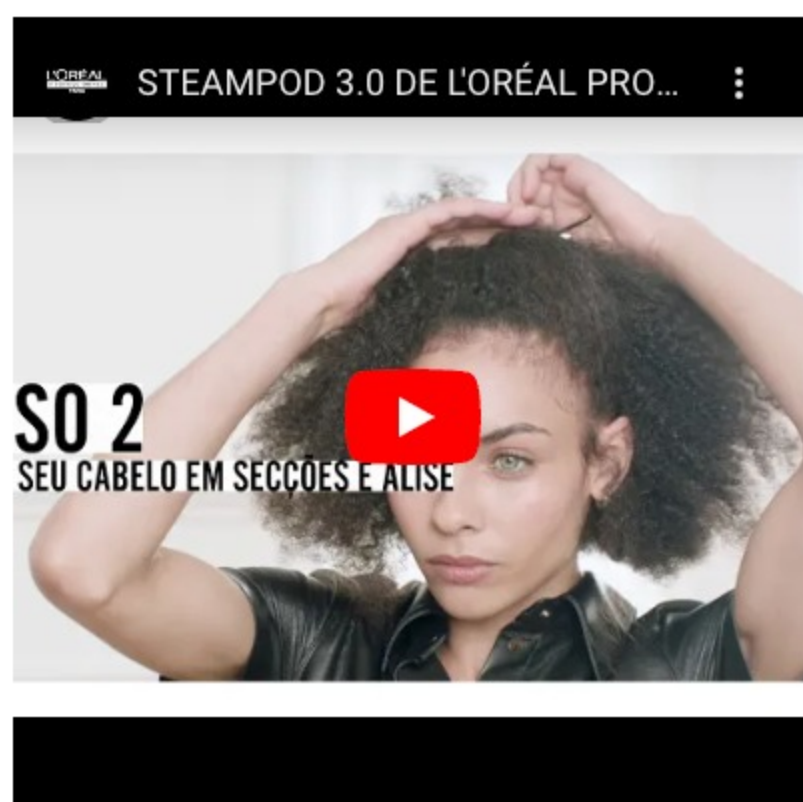 L'ORÉAL
STEAMPOD 3.0 DE L'ORÉAL PRO...
SO 2
SEU CABELO EM SECÇÕES E ALISE